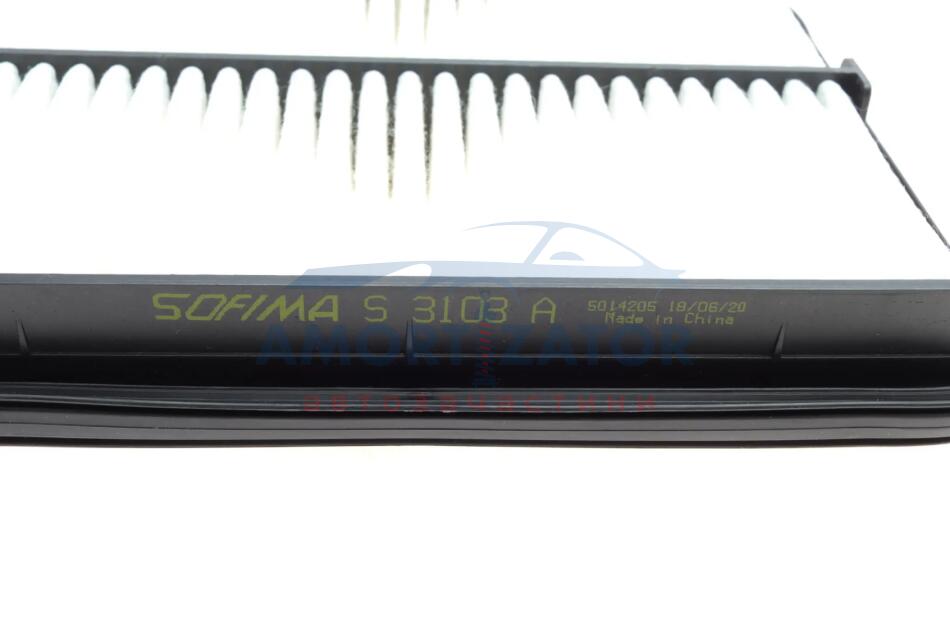 SOFIMA S 3103 A
5014205 18/06/20
Made in China
AMORTIZATOR
автозапчастини